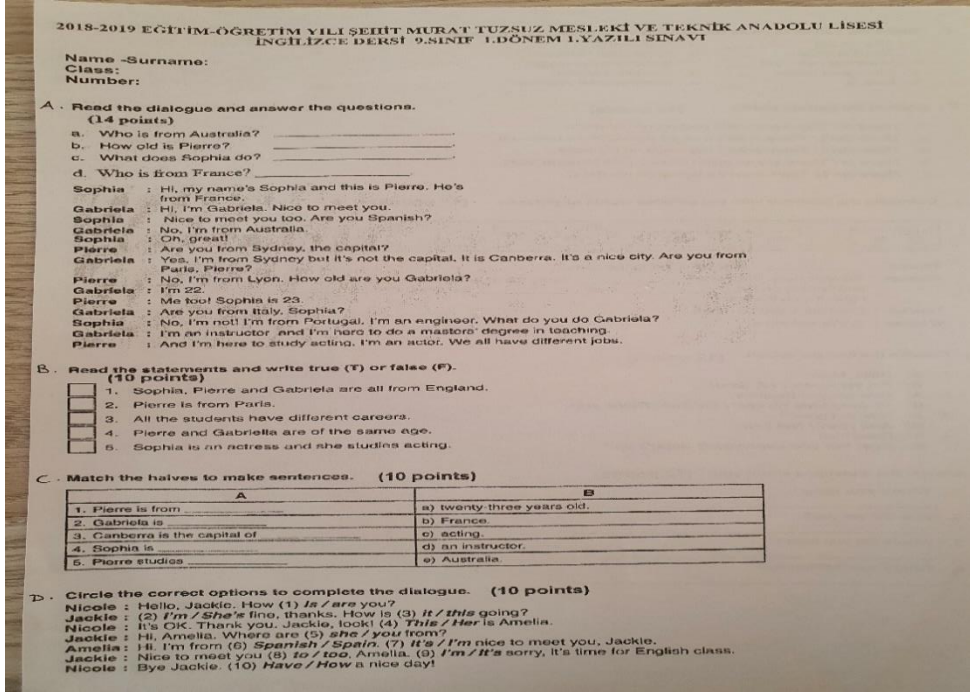 2018-2019 EĞİTİM-ÖĞRETİM YILI ŞEHİT MURAT TUZSUZ MESLEKİ VE TEKNİK ANADOLU LİSESİ
İNGİLİZCE DERSİ 9.SINIF 1.DÖNEM 1.YAZILI SINAVI
Name -Surname:
Class:
Number:
A. Read the dialogue and answer the questions.
(14 points)
a. Who is from Australia? ____________________.
b. How old is Pierre? ____________________.
c. What does Sophia do? ____________________.
d. Who is from France? ____________________.
Sophia : Hi, my name's Sophia and this is Pierre. He's
from France.
Gabriela : Hi, I'm Gabriela. Nice to meet you.
Sophia : Nice to meet you too. Are you Spanish?
Gabriela : No, I'm from Australia.
Sophia : Oh, great!
Pierre : Are you from Sydney, the capital?
Gabriela : Yes, I'm from Sydney but it's not the capital. It is Canberra. It's a nice city. Are you from
Paris, Pierre?
Pierre : No, I'm from Lyon. How old are you Gabriela?
Gabriela : I'm 22.
Pierre : Me too! Sophia is 23.
Gabriela : Are you from Italy, Sophia?
Sophia : No, I'm not! I'm from Portugal. I'm an engineer. What do you do Gabriela?
Gabriela : I'm an instructor and I'm here to do a masters' degree in teaching.
Pierre : And I'm here to study acting. I'm an actor. We all have different jobs.
B. Read the statements and write true (T) or false (F).
(10 points)
1. Sophia, Pierre and Gabriela are all from England.
2. Pierre is from Paris.
3. All the students have different careers.
4. Pierre and Gabriella are of the same age.
5. Sophia is an actress and she studies acting.
C. Match the halves to make sentences. (10 points)
A B
1. Pierre is from ____________ a) twenty-three years old.
2. Gabriela is ____________ b) France.
3. Canberra is the capital of ____________ c) acting.
4. Sophia is ____________ d) an instructor.
5. Pierre studies ____________ e) Australia.
D. Circle the correct options to complete the dialogue. (10 points)
Nicole : Hello, Jackie. How (1) Is / are you?
Jackie : (2) I'm / She's fine, thanks. How is (3) it / this going?
Nicole : It's OK. Thank you. Jackie, look! (4) This / Her is Amelia.
Jackie : Hi, Amelia. Where are (5) she / you from?
Amelia : Hi. I'm from (6) Spanish / Spain. (7) It's / I'm nice to meet you, Jackie.
Jackie : Nice to meet you (8) to / too, Amelia. (9) I'm / It's sorry, it's time for English class.
Nicole : Bye Jackie. (10) Have / How a nice day!